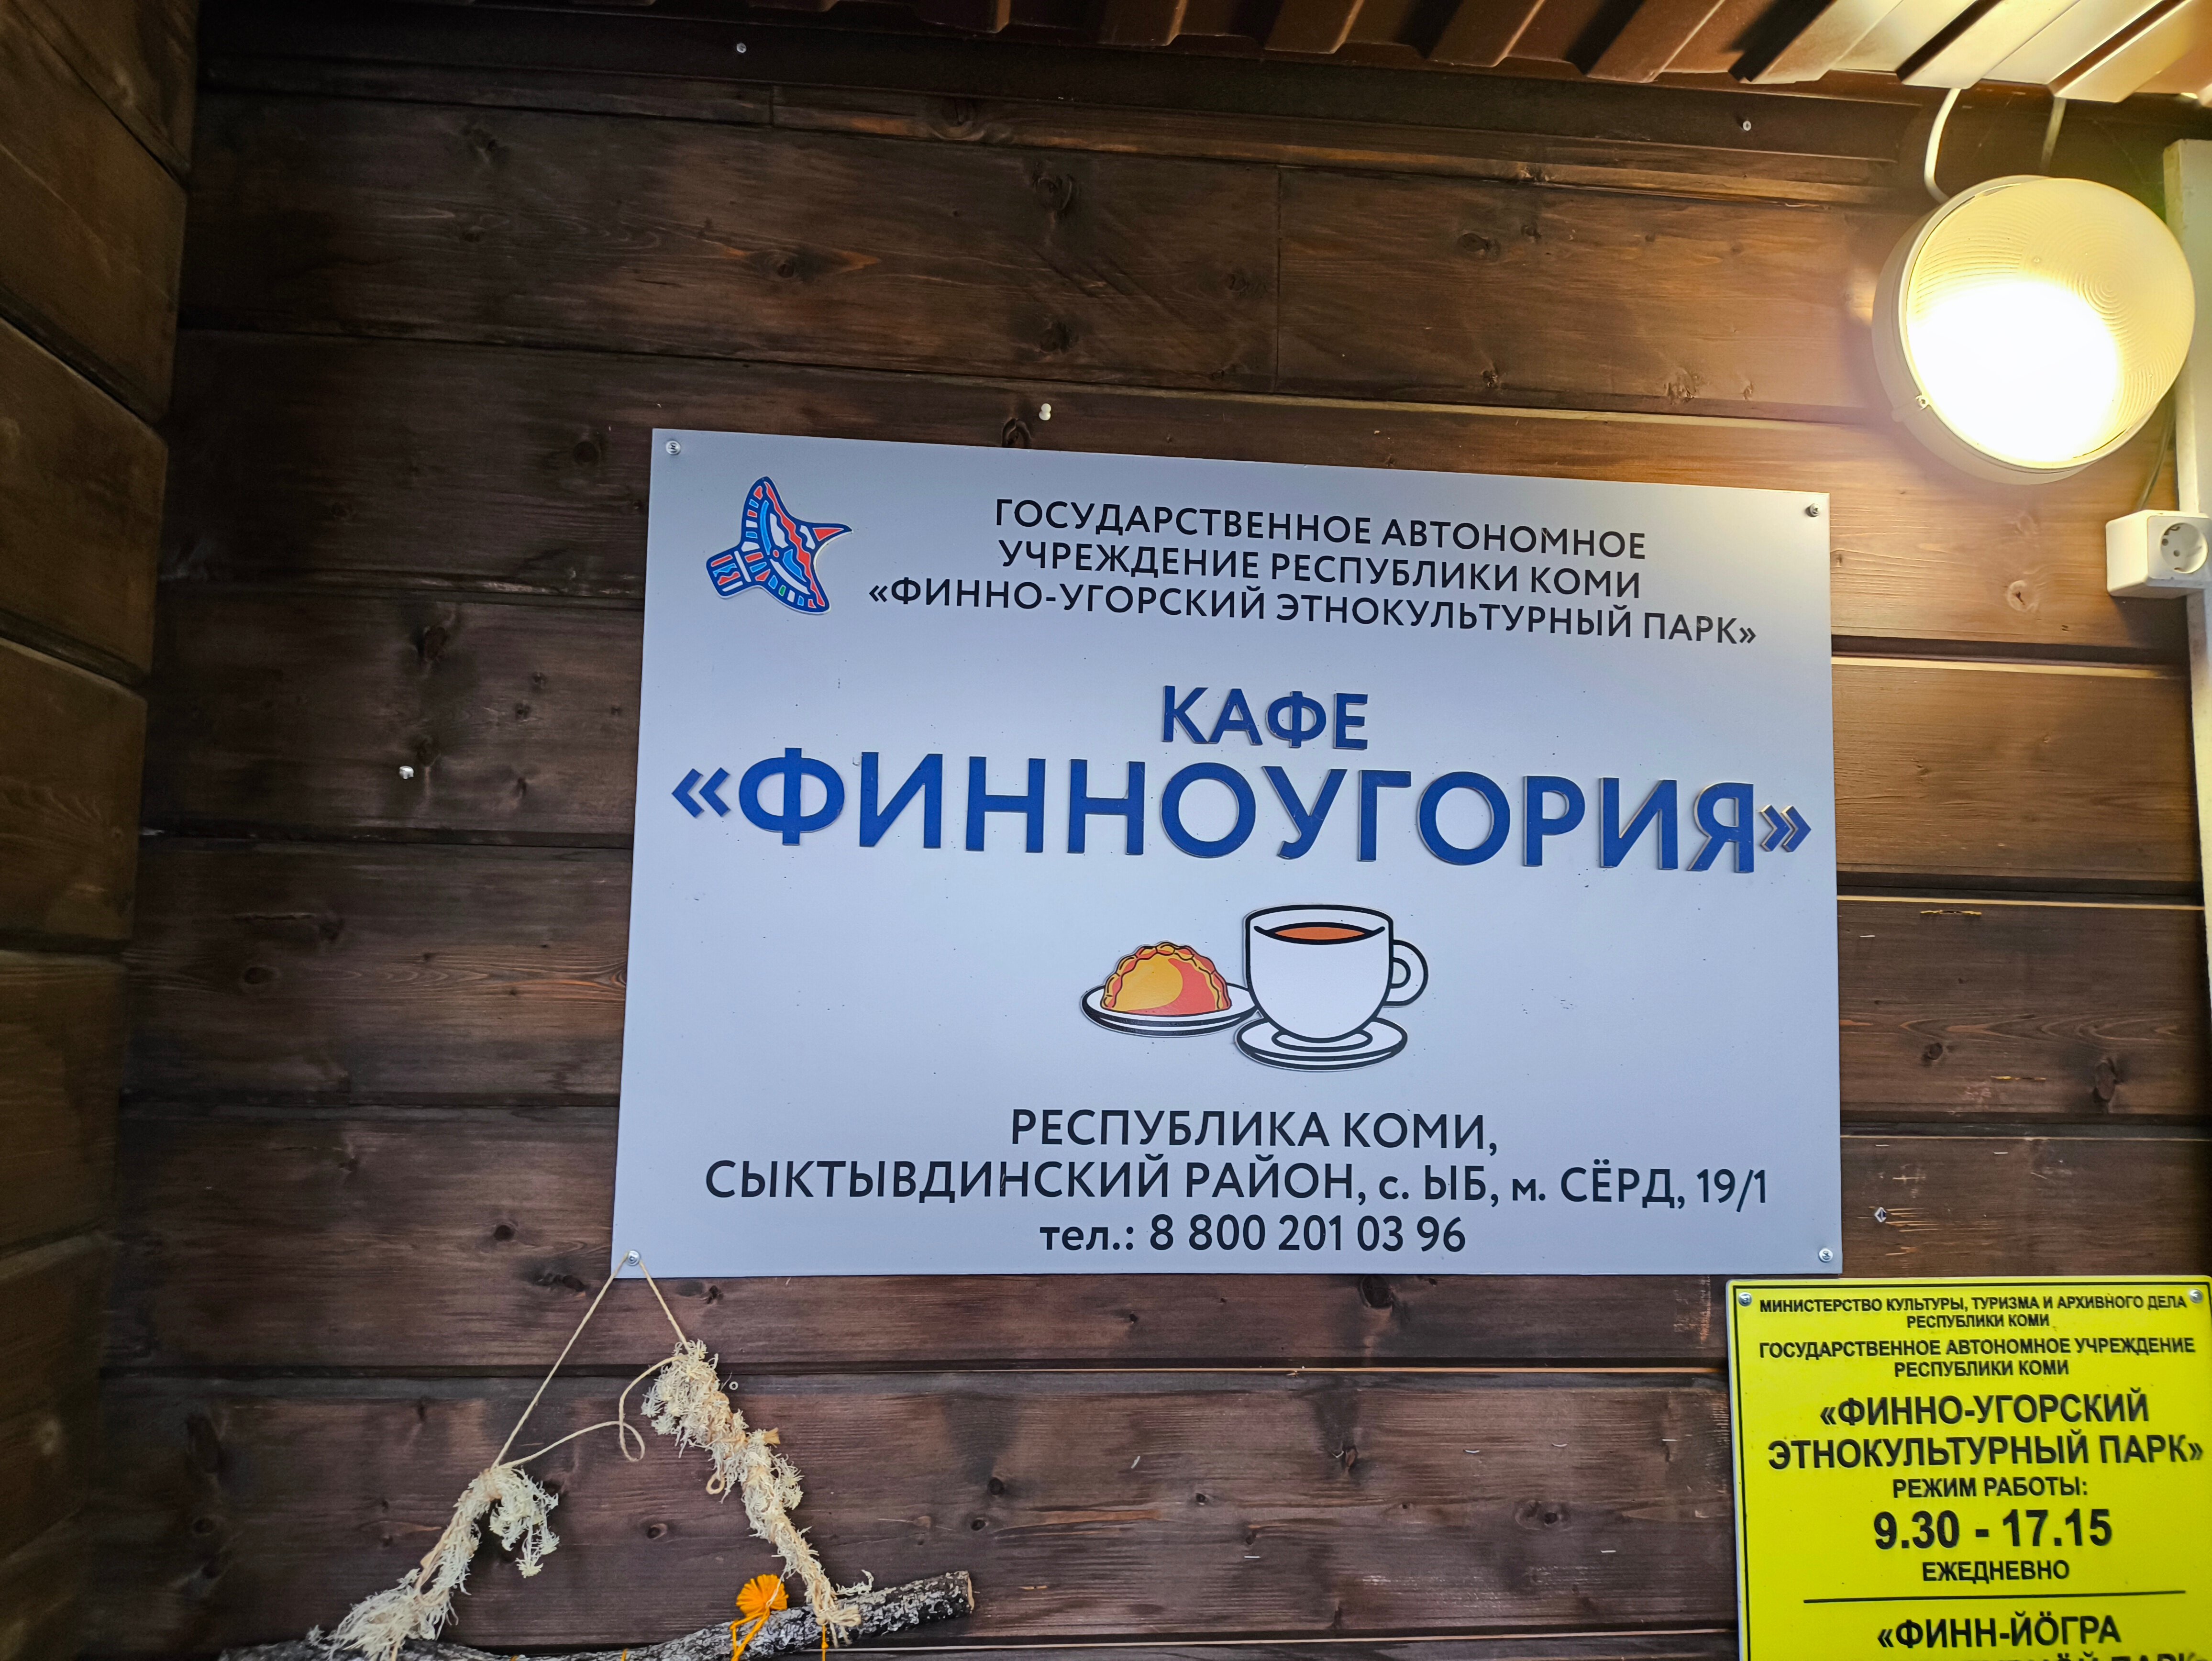 ГОСУДАРСТВЕННОЕ АВТОНОМНОЕ
УЧРЕЖДЕНИЕ РЕСПУБЛИКИ КОМИ
«ФИННО-УГОРСКИЙ ЭТНОКУЛЬТУРНЫЙ ПАРК»
КАФЕ
«ФИННОУГОРИЯ»
РЕСПУБЛИКА КОМИ,
СЫКТЫВДИНСКИЙ РАЙОН, с. ЫБ, м. СЁРД, 19/1
тел.: 8 800 201 03 96
МИНИСТЕРСТВО КУЛЬТУРЫ, ТУРИЗМА И АРХИВНОГО ДЕЛА
РЕСПУБЛИКИ КОМИ
ГОСУДАРСТВЕННОЕ АВТОНОМНОЕ УЧРЕЖДЕНИЕ
РЕСПУБЛИКИ КОМИ
«ФИННО-УГОРСКИЙ
ЭТНОКУЛЬТУРНЫЙ ПАРК»
РЕЖИМ РАБОТЫ:
9.30 - 17.15
ЕЖЕДНЕВНО
«ФИНН-ЙÖГРА